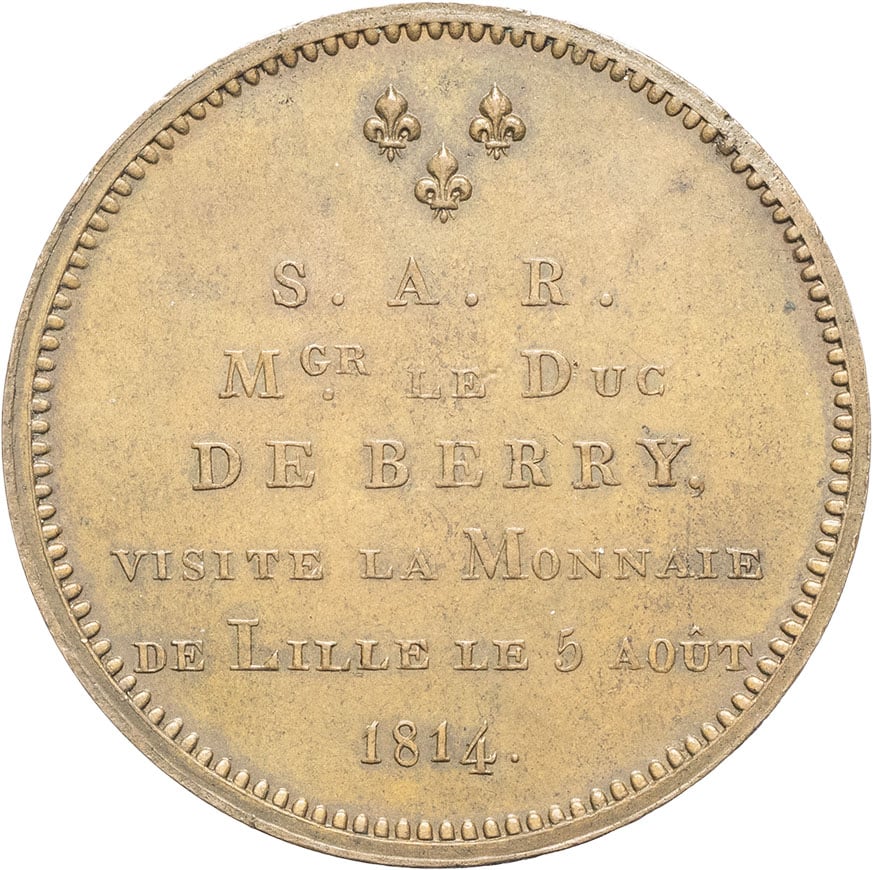 S. A. R.
MGR. LE DUC
DE BERRY,
VISITE LA MONNAIE
DE LILLE LE 5 AOÛT
1814.